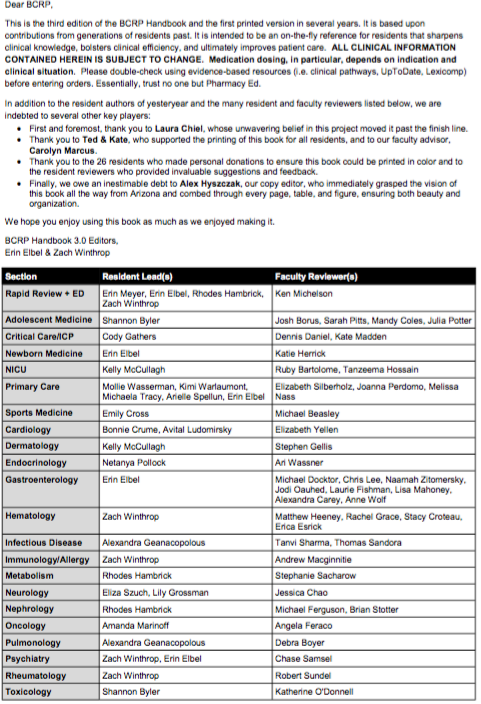 Dear BCRP,
This is the third edition of the BCRP Handbook and the first printed version in several years. It is based upon
contributions from generations of residents past. It is intended to be an on-the-fly reference for residents that sharpens
clinical knowledge, bolsters clinical efficiency, and ultimately improves patient care. ALL CLINICAL INFORMATION
CONTAINED HEREIN IS SUBJECT TO CHANGE. Medication dosing, in particular, depends on indication and
clinical situation. Please double-check using evidence-based resources (i.e. clinical pathways, UpToDate, Lexicomp)
before entering orders. Essentially, trust no one but Pharmacy Ed.
In addition to the resident authors of yesteryear and the many resident and faculty reviewers listed below, we are
indebted to several other key players:
• First and foremost, thank you to Laura Chiel, whose unwavering belief in this project moved it past the finish line.
• Thank you to Ted & Kate, who supported the printing of this book for all residents, and to our faculty advisor,
Carolyn Marcus.
• Thank you to the 26 residents who made personal donations to ensure this book could be printed in color and to
the resident reviewers who provided invaluable suggestions and feedback.
• Finally, we owe an inestimable debt to Alex Hyszczak, our copy editor, who immediately grasped the vision of
this book all the way from Arizona and combed through every page, table, and figure, ensuring both beauty and
organization.
We hope you enjoy using this book as much as we enjoyed making it.
BCRP Handbook 3.0 Editors,
Erin Elbel & Zach Winthrop
Section Resident Lead(s) Faculty Reviewer(s)
Rapid Review + ED Erin Meyer, Erin Elbel, Rhodes Hambrick, Ken Michelson
Zach Winthrop
Adolescent Medicine Shannon Byler Josh Borus, Sarah Pitts, Mandy Coles, Julia Potter
Critical Care/ICP Cody Gathers Dennis Daniel, Kate Madden
Newborn Medicine Erin Elbel Katie Herrick
NICU Kelly McCullagh Ruby Bartolome, Tanzeema Hossain
Primary Care Mollie Wasserman, Kimi Warlaumont, Elizabeth Silberholz, Joanna Perdomo, Melissa
Michaela Tracy, Arielle Spellun, Erin Elbel Nass
Sports Medicine Emily Cross Michael Beasley
Cardiology Bonnie Crume, Avital Ludomirsky Elizabeth Yellen
Dermatology Kelly McCullagh Stephen Gellis
Endocrinology Netanya Pollock Ari Wassner
Gastroenterology Erin Elbel Michael Docktor, Chris Lee, Naamah Zitomersky,
Jodi Oauhed, Laurie Fishman, Lisa Mahoney,
Alexandra Carey, Anne Wolf
Hematology Zach Winthrop Matthew Heeney, Rachel Grace, Stacy Croteau,
Erica Esrick
Infectious Disease Alexandra Geanacopolous Tanvi Sharma, Thomas Sandora
Immunology/Allergy Zach Winthrop Andrew Macginnitie
Metabolism Rhodes Hambrick Stephanie Sacharow
Neurology Eliza Szuch, Lily Grossman Jessica Chao
Nephrology Rhodes Hambrick Michael Ferguson, Brian Stotter
Oncology Amanda Marinoff Angela Feraco
Pulmonology Alexandra Geanacopolous Debra Boyer
Psychiatry Zach Winthrop, Erin Elbel Chase Samsel
Rheumatology Zach Winthrop Robert Sundel
Toxicology Shannon Byler Katherine O'Donnell